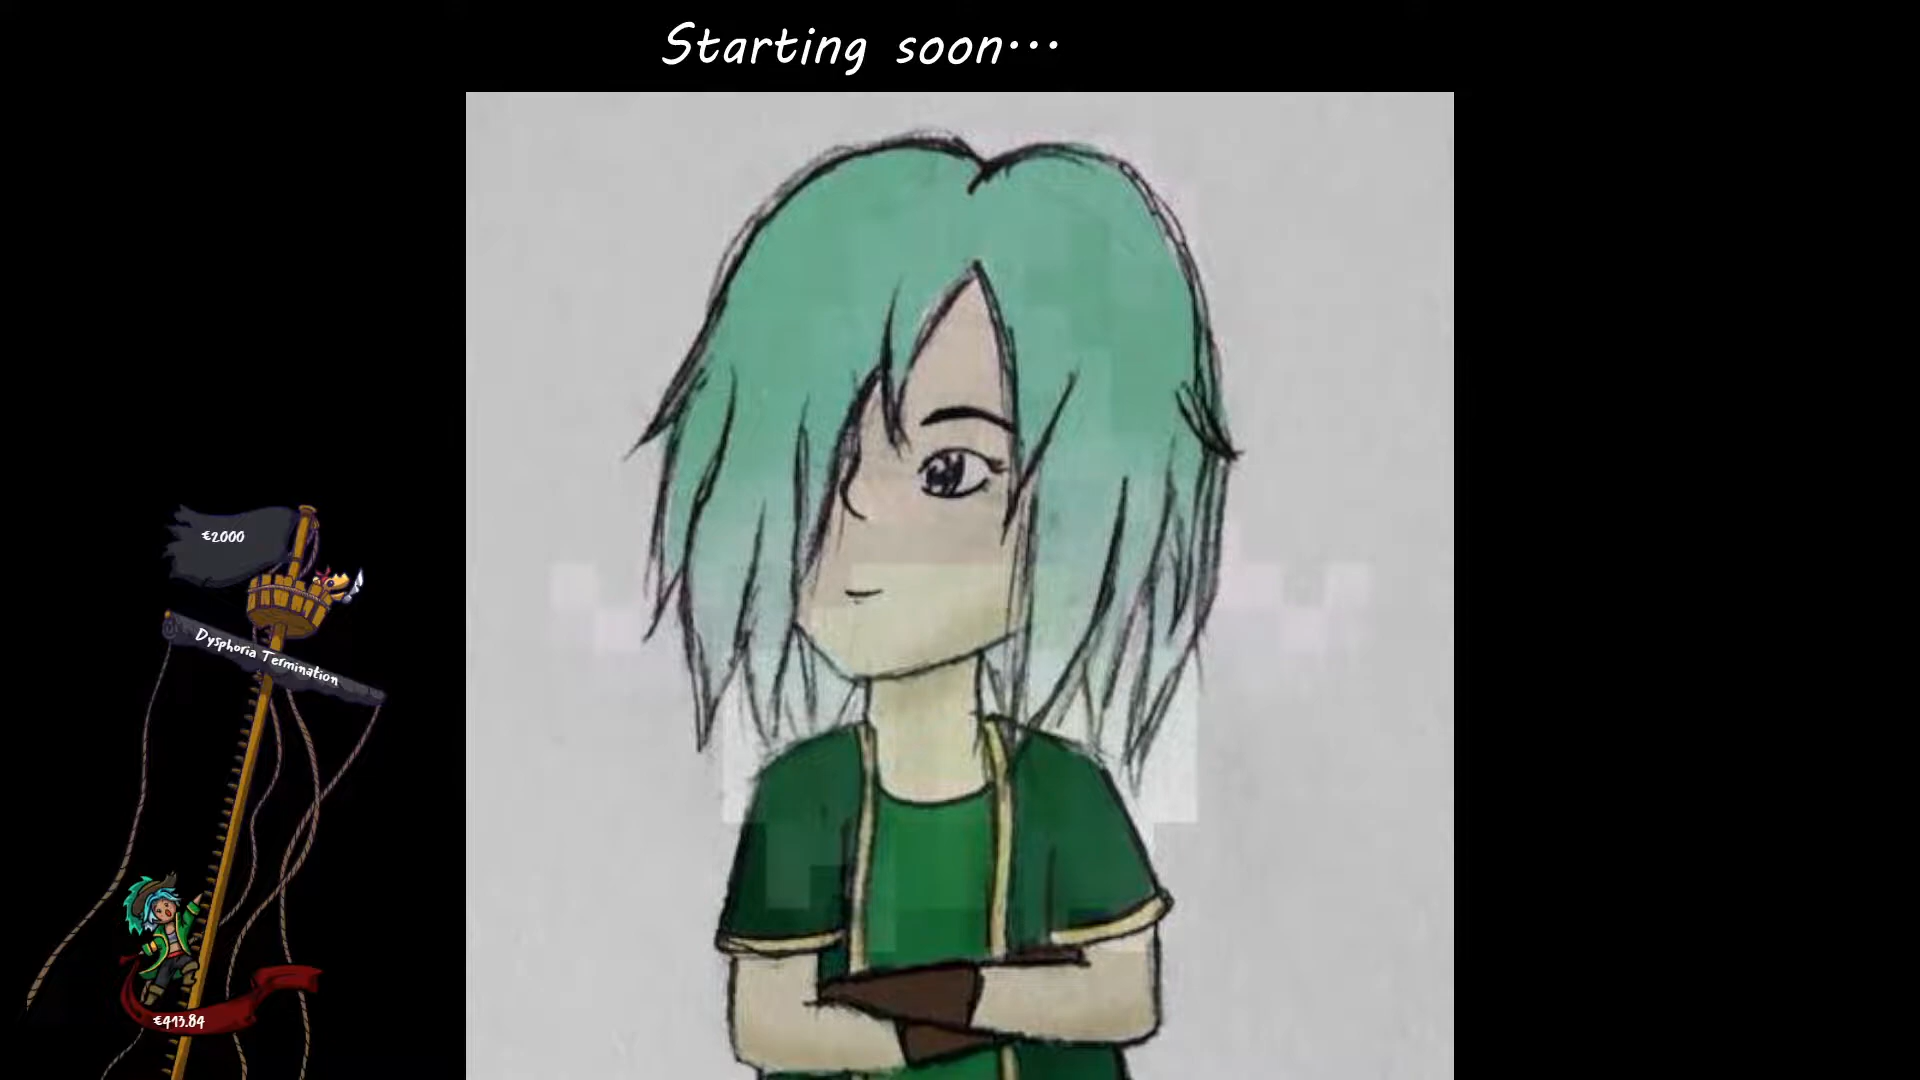 Starting soon...
€2000
Dysphoria Termination
€413.84